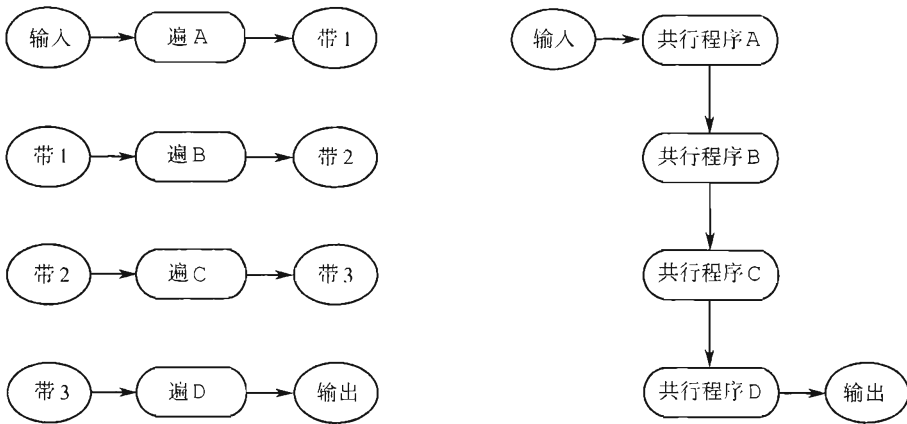 输入 遍A 带1
带1 遍B 带2
带2 遍C 带3
带3 遍D 输出
输入 共行程序A
共行程序B
共行程序C
共行程序D 输出